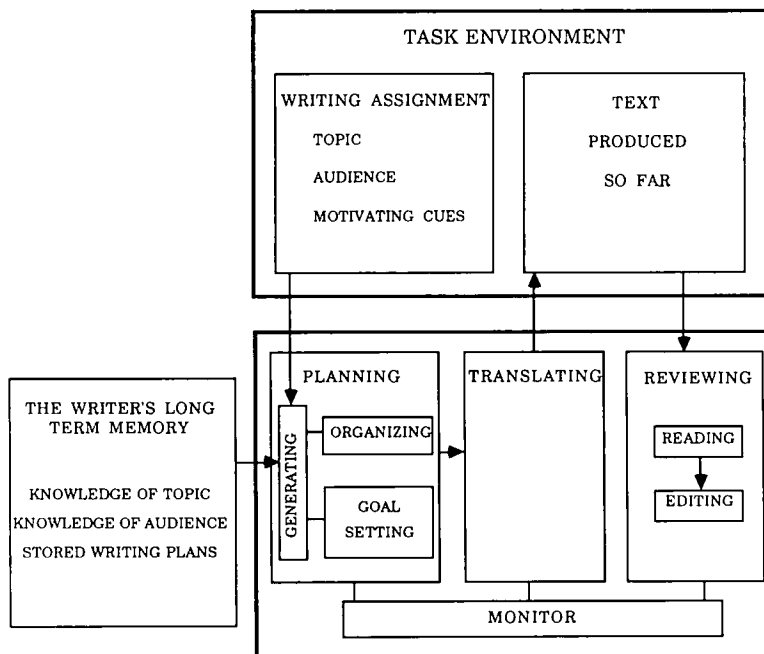 TASK ENVIRONMENT
WRITING ASSIGNMENT
TOPIC
AUDIENCE
MOTIVATING CUES
TEXT
PRODUCED
SO FAR
THE WRITER'S LONG
TERM MEMORY
KNOWLEDGE OF TOPIC
KNOWLEDGE OF AUDIENCE
STORED WRITING PLANS
PLANNING
GENERATING
ORGANIZING
GOAL
SETTING
TRANSLATING
REVIEWING
READING
EDITING
MONITOR